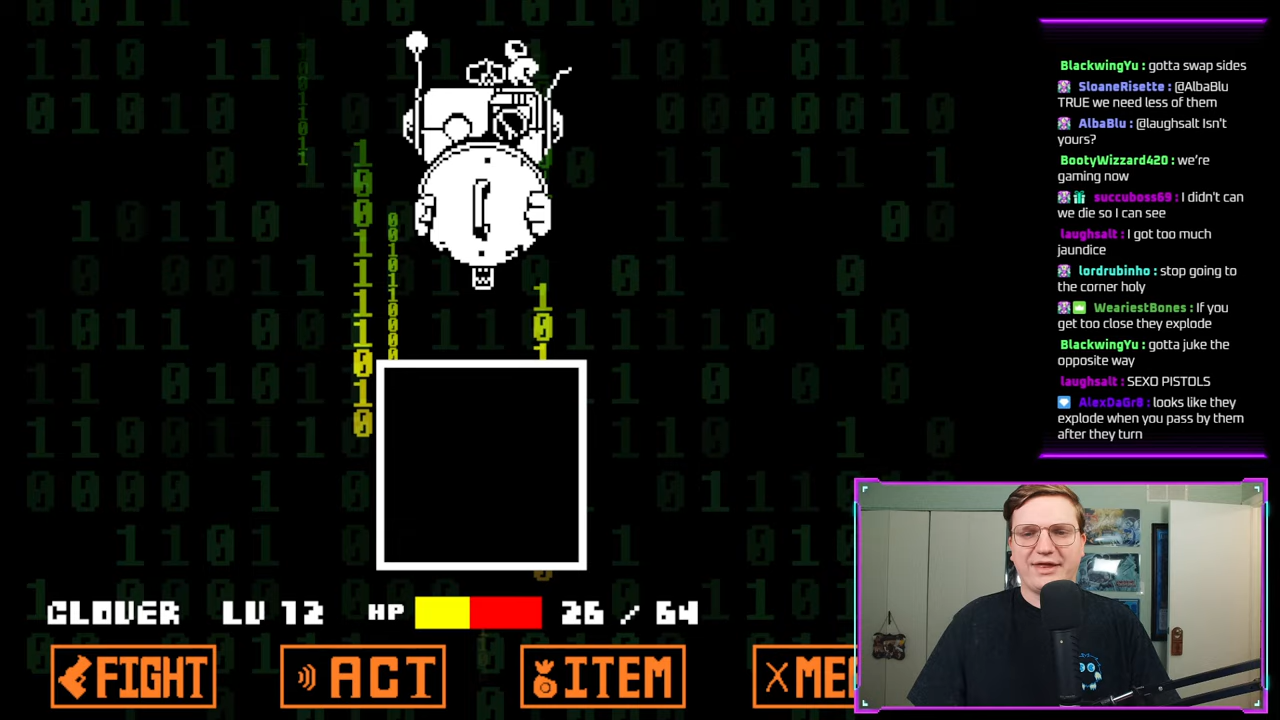 BlackwingYu : gotta swap sides
SloaneRisette : @AlbaBlu
TRUE we need less of them
AlbaBlu : @laughsalt Isn't
yours?
BootyWizzard420 : we're
gaming now
succuboss69 : I didn't can
we die so I can see
laughsalt : I got too much
jaundice
lordrubinho : stop going to
the corner holy
WeariestBones : If you
get too close they explode
BlackwingYu : gotta juke the
opposite way
laughsalt : SEXO PISTOLS
AlexDaGr8 : looks like they
explode when you pass by them
after they turn
CLOVER LV 12 HP 26 / 64
FIGHT ACT ITEM